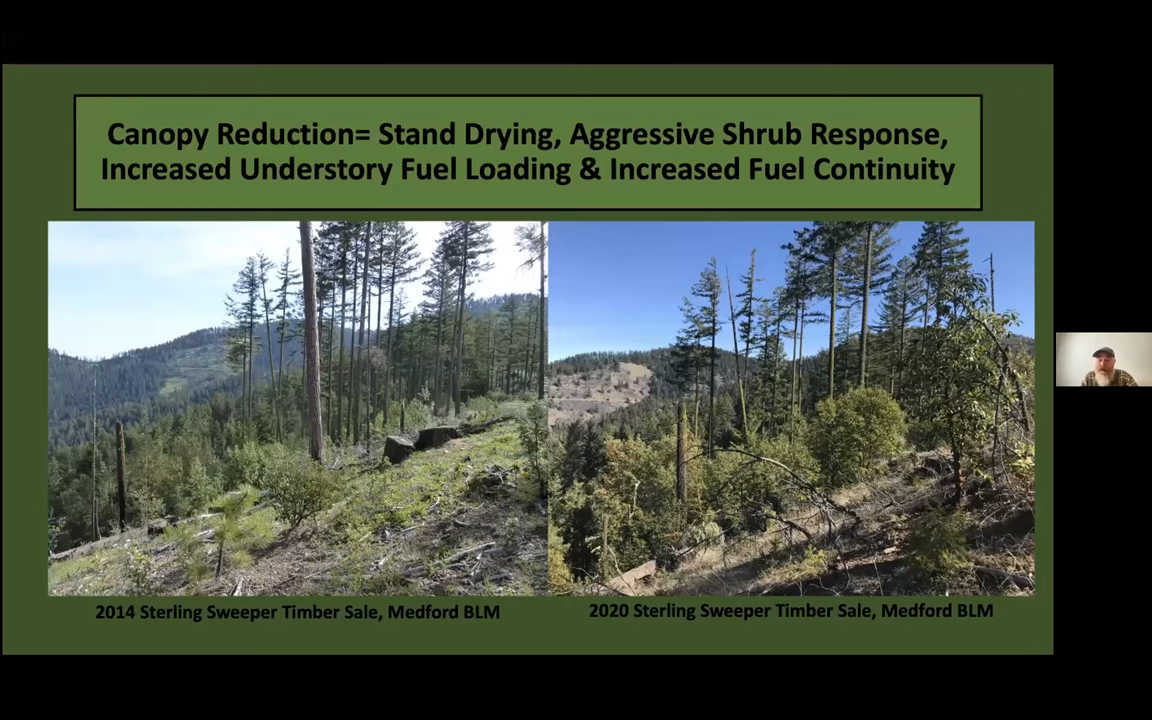 Canopy Reduction= Stand Drying, Aggressive Shrub Response,
Increased Understory Fuel Loading & Increased Fuel Continuity
2014 Sterling Sweeper Timber Sale, Medford BLM
2020 Sterling Sweeper Timber Sale, Medford BLM